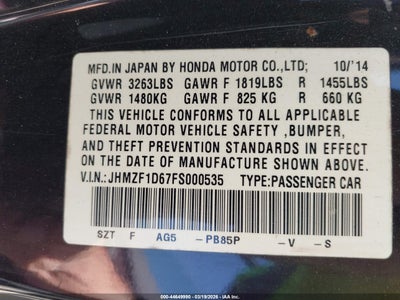 MFD.IN JAPAN BY HONDA MOTOR CO.,LTD; 10/'14
GVWR 3263LBS GAWR F 1819LBS R 1455LBS
GVWR 1480KG GAWR F 825 KG R 660 KG
THIS VEHICLE CONFORMS TO ALL APPLICABLE
FEDERAL MOTOR VEHICLE SAFETY ,BUMPER,
AND THEFT PREVENTION STANDARDS IN EFFECT
ON THE DATE OF MANUFACTURE SHOWN ABOVE.
V.I.N.: JHMZF1D67FS000535 TYPE:PASSENGER CAR
SZT F AG5 -PB85P -V -S
000-44649990 - 03/19/2026 - IAAI.COM